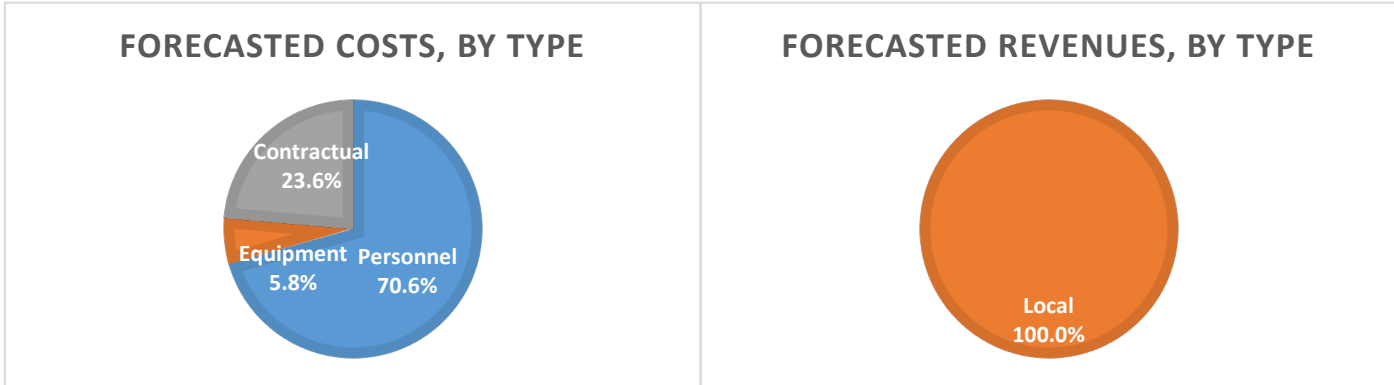 FORECASTED COSTS, BY TYPE
Contractual
23.6%
Equipment
5.8%
Personnel
70.6%
FORECASTED REVENUES, BY TYPE
Local
100.0%